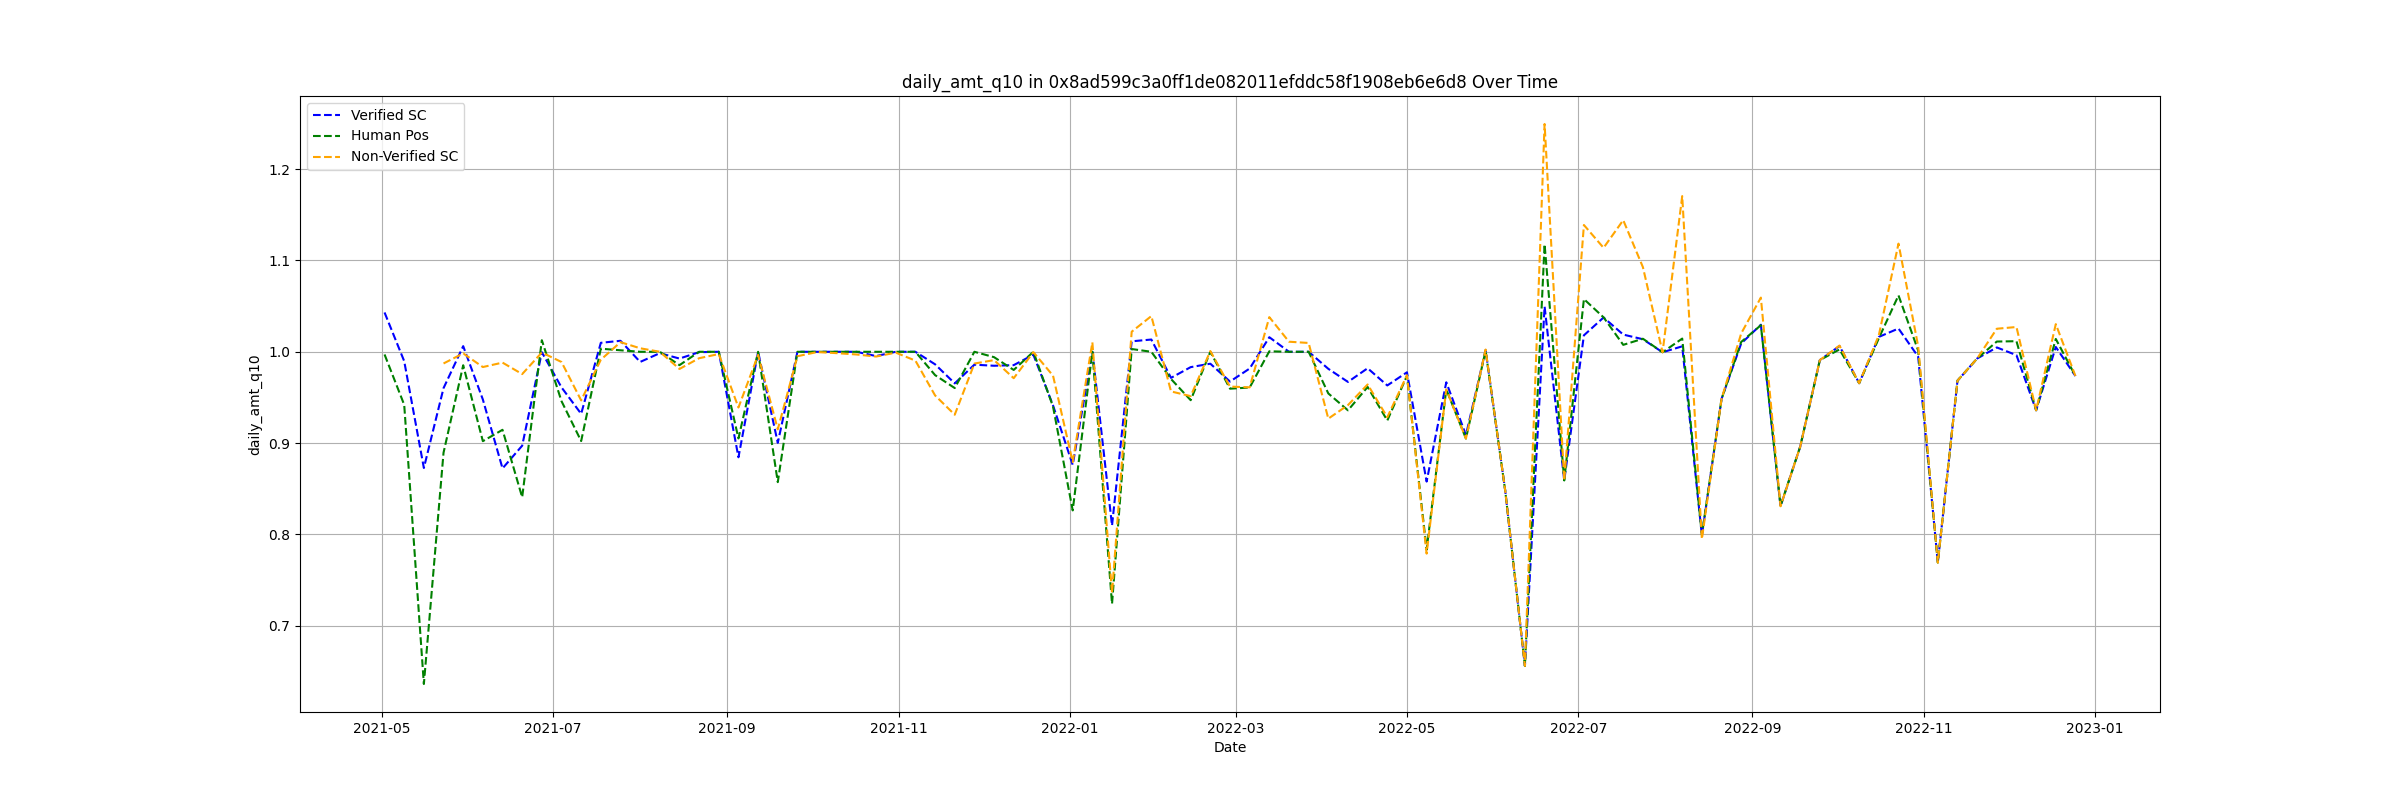 daily_amt_q10 in 0x8ad599c3a0ff1de082011efddc58f1908eb6e6d8 Over Time
Verified SC
Human Pos
Non-Verified SC
daily_amt_q10
1.2
1.1
1.0
0.9
0.8
0.7
2021-05
2021-07
2021-09
2021-11
2022-01
2022-03
2022-05
2022-07
2022-09
2022-11
2023-01
Date